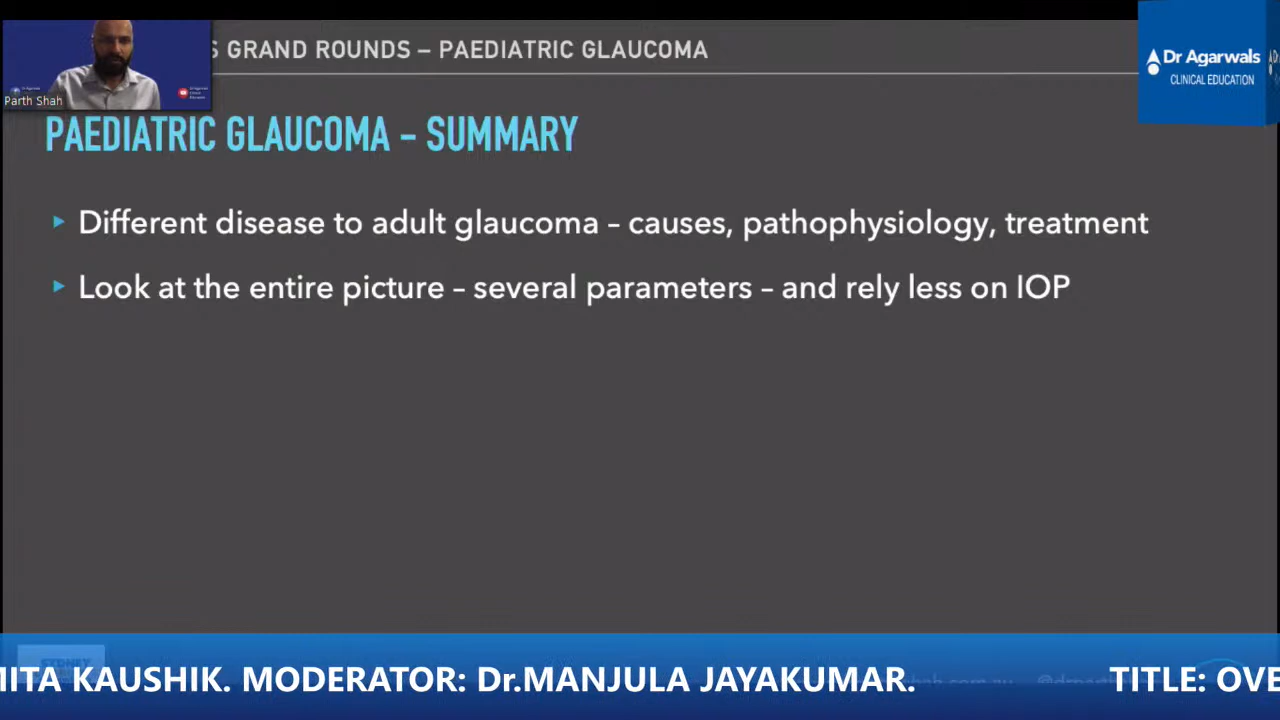 S GRAND ROUNDS – PAEDIATRIC GLAUCOMA
Dr Agarwals
CLINICAL EDUCATION
Parth Shah
PAEDIATRIC GLAUCOMA – SUMMARY
Different disease to adult glaucoma – causes, pathophysiology, treatment
Look at the entire picture – several parameters – and rely less on IOP
MITA KAUSHIK. MODERATOR: Dr.MANJULA JAYAKUMAR. TITLE: OVE